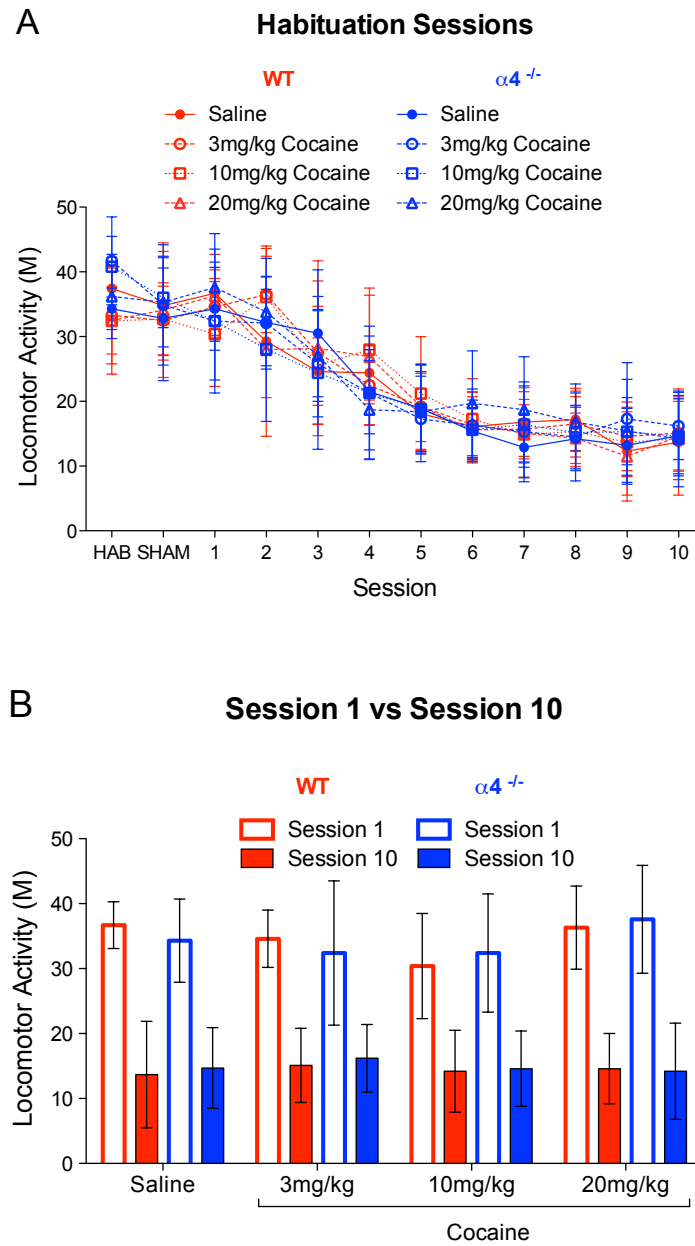 A
Habituation Sessions
WT α4 -/-
Saline Saline
3mg/kg Cocaine 3mg/kg Cocaine
10mg/kg Cocaine 10mg/kg Cocaine
20mg/kg Cocaine 20mg/kg Cocaine
50
40
30
20
10
0
Locomotor Activity (M)
HAB SHAM 1 2 3 4 5 6 7 8 9 10
Session
B
Session 1 vs Session 10
WT α4 -/-
Session 1 Session 1
Session 10 Session 10
50
40
30
20
10
0
Locomotor Activity (M)
Saline 3mg/kg 10mg/kg 20mg/kg
Cocaine